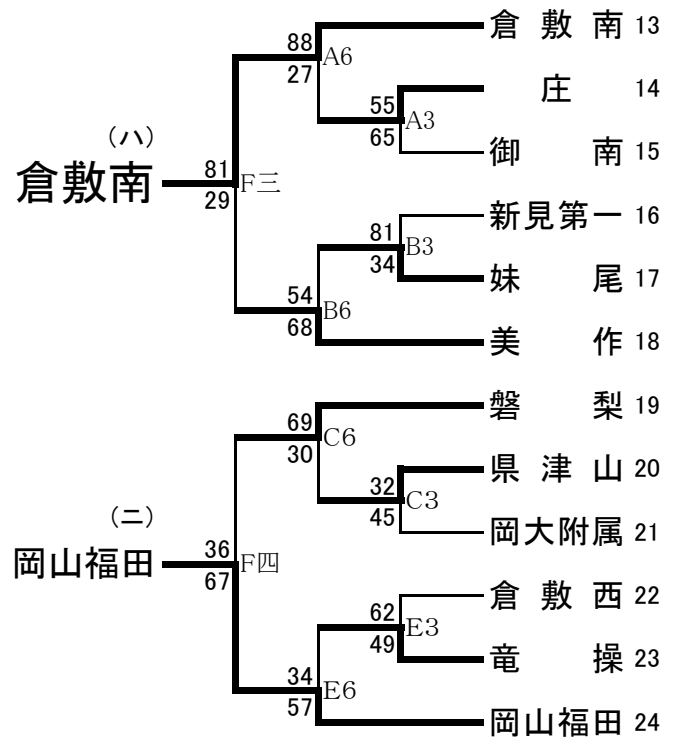 倉敷南 13
88
27
A6
庄 14
55
65
A3
御南 15
(ハ)
倉敷南
81
29
F三
新見第一 16
81
34
B3
妹尾 17
54
68
B6
美作 18
磐梨 19
69
30
C6
県津山 20
32
45
C3
岡大附属 21
(ニ)
岡山福田
36
67
F四
倉敷西 22
62
49
E3
竜操 23
34
57
E6
岡山福田 24